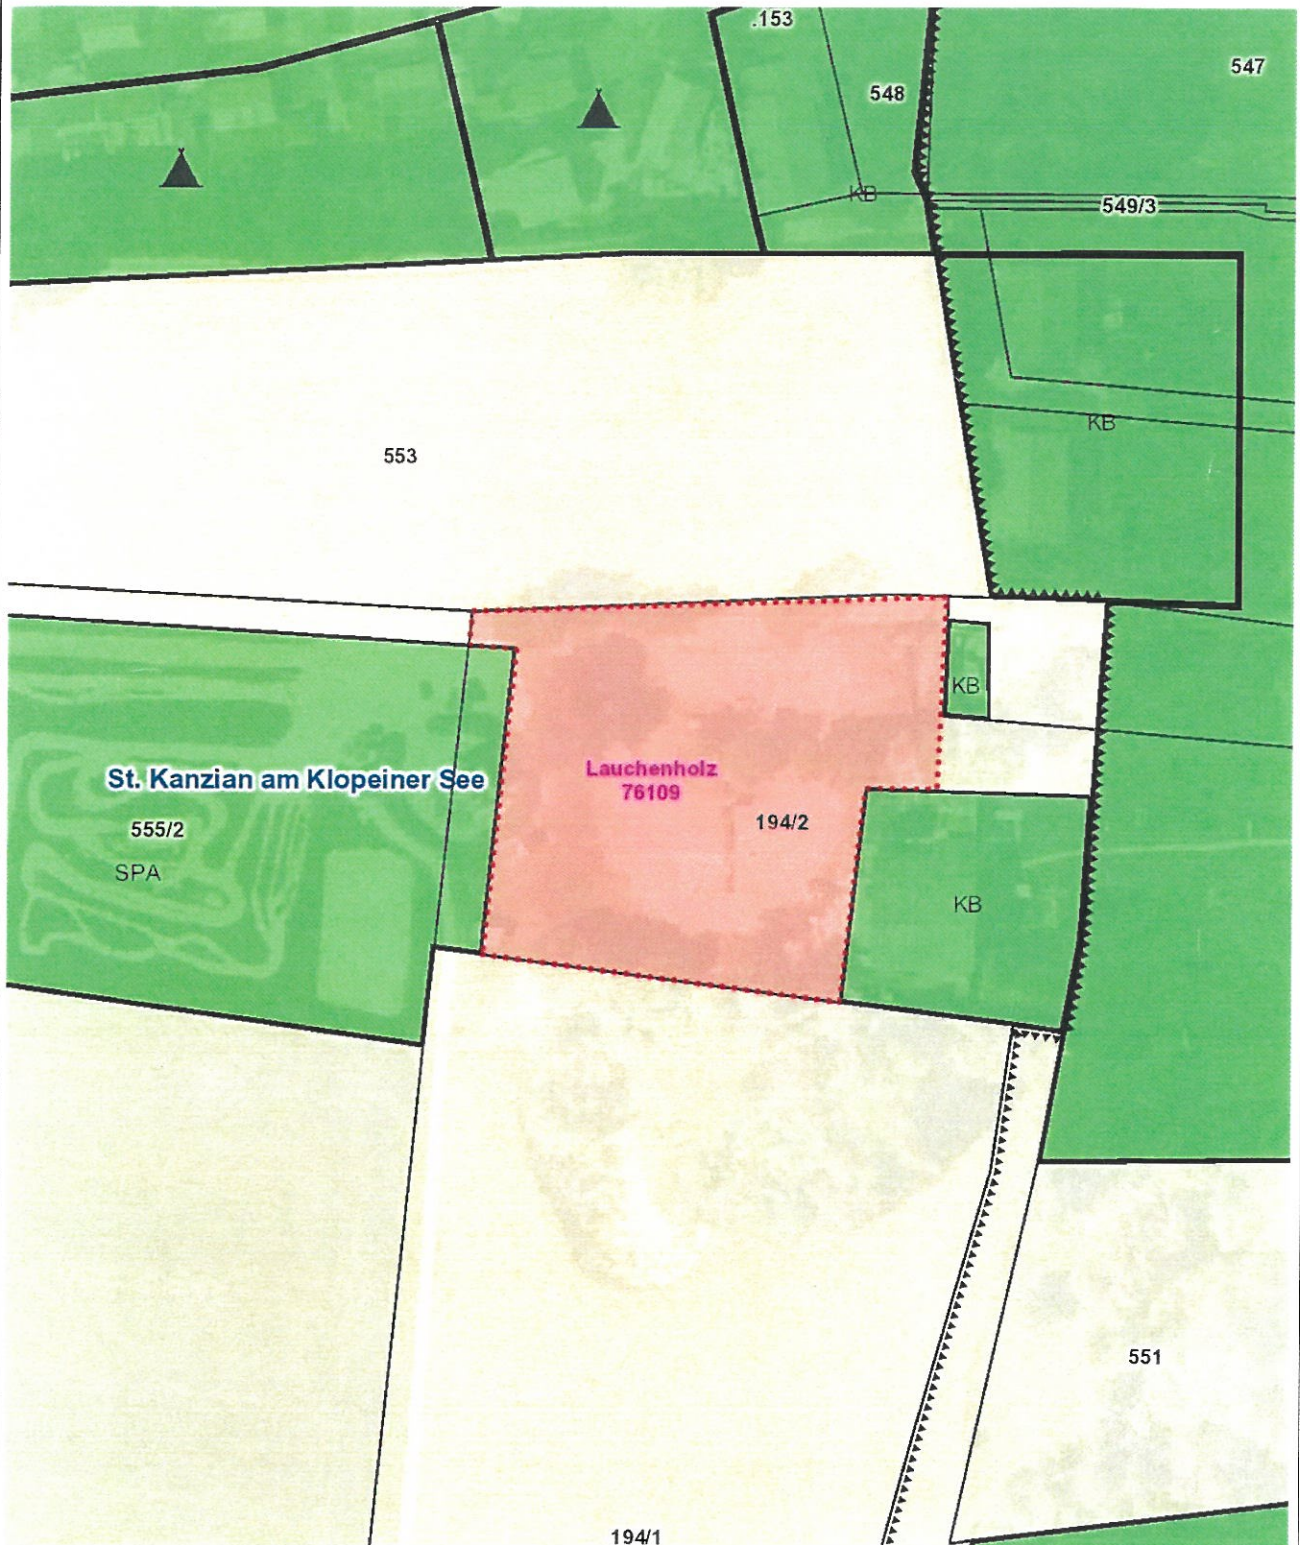 .153
547
548
KB
549/3
KB
553
KB
Lauchenholz
76109
St. Kanzian am Klopeiner See
194/2
555/2
SPA
KB
551
194/1